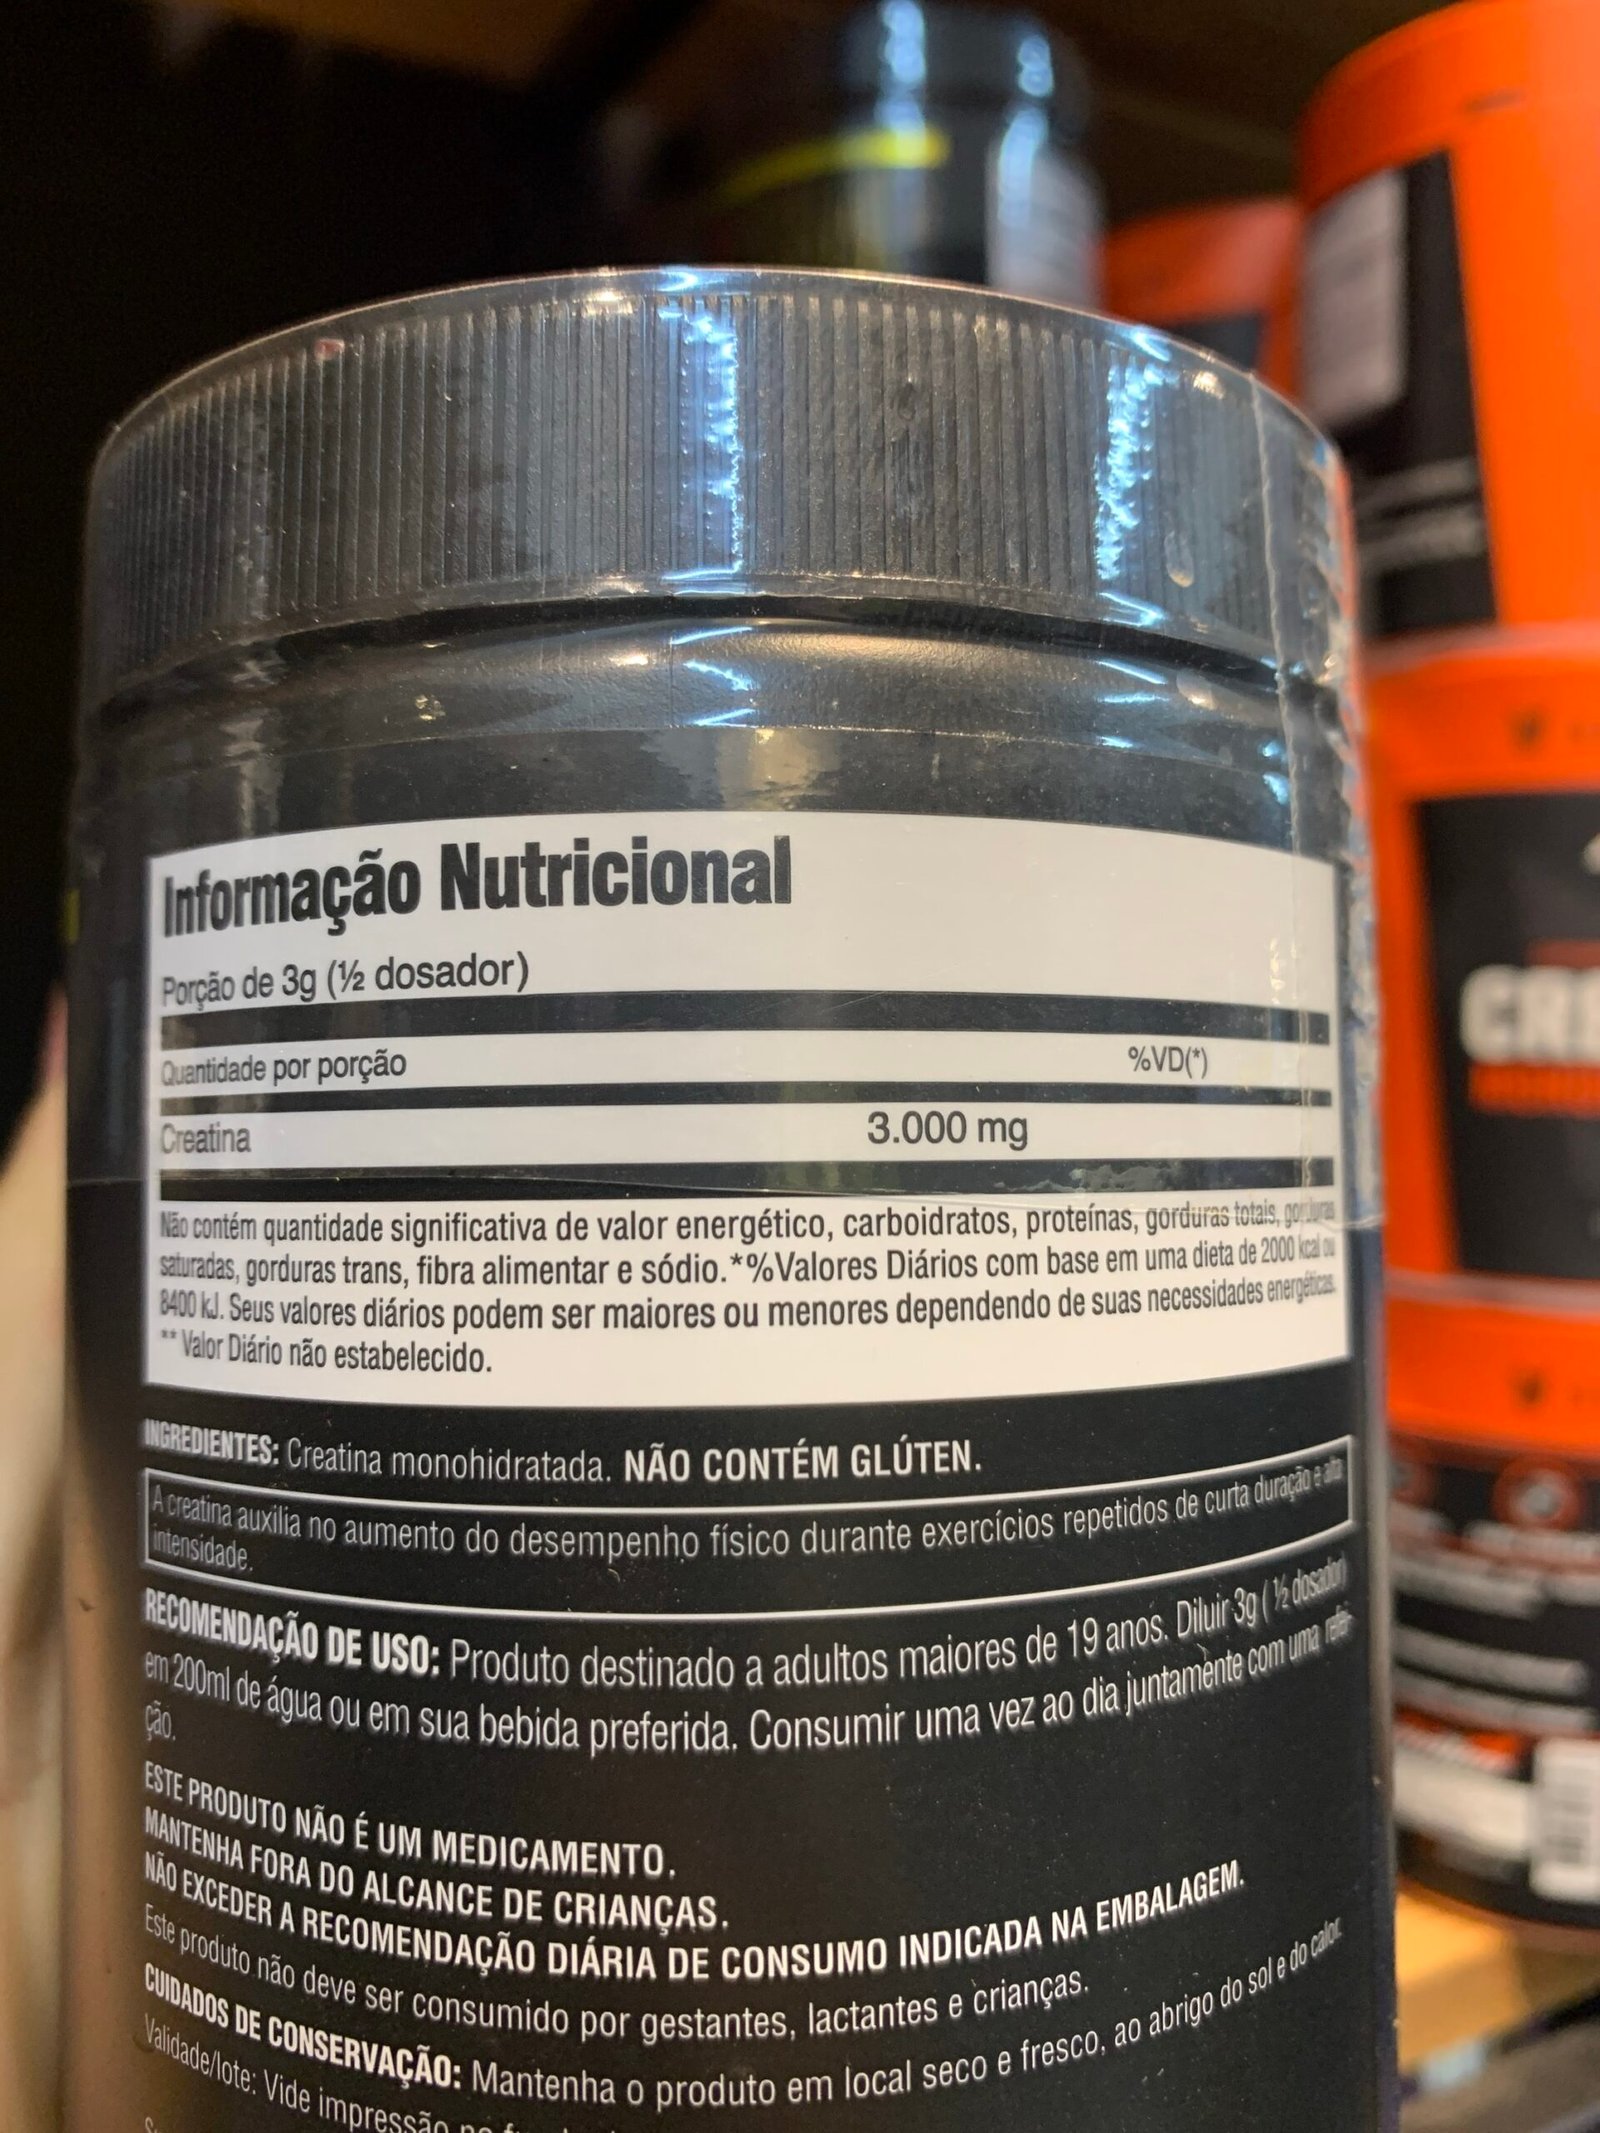 Informação Nutricional
Porção de 3g (½ dosador)
Quantidade por porção %VD(*)
Creatina 3.000 mg
Não contém quantidade significativa de valor energético, carboidratos, proteínas, gorduras totais, gorduras
saturadas, gorduras trans, fibra alimentar e sódio.*%Valores Diários com base em uma dieta de 2000 kcal ou
8400 kJ. Seus valores diários podem ser maiores ou menores dependendo de suas necessidades energéticas.
** Valor Diário não estabelecido.
INGREDIENTES: Creatina monohidratada. NÃO CONTÉM GLÚTEN.
A creatina auxilia no aumento do desempenho físico durante exercícios repetidos de curta duração e alta
intensidade.
RECOMENDAÇÃO DE USO: Produto destinado a adultos maiores de 19 anos. Diluir 3g ( ½ dosador)
em 200ml de água ou em sua bebida preferida. Consumir uma vez ao dia juntamente com uma refei-
ção.
ESTE PRODUTO NÃO É UM MEDICAMENTO.
MANTENHA FORA DO ALCANCE DE CRIANÇAS.
NÃO EXCEDER A RECOMENDAÇÃO DIÁRIA DE CONSUMO INDICADA NA EMBALAGEM.
Este produto não deve ser consumido por gestantes, lactantes e crianças.
CUIDADOS DE CONSERVAÇÃO: Mantenha o produto em local seco e fresco, ao abrigo do sol e do calor.
Validade/lote: Vide impressão no
CRE